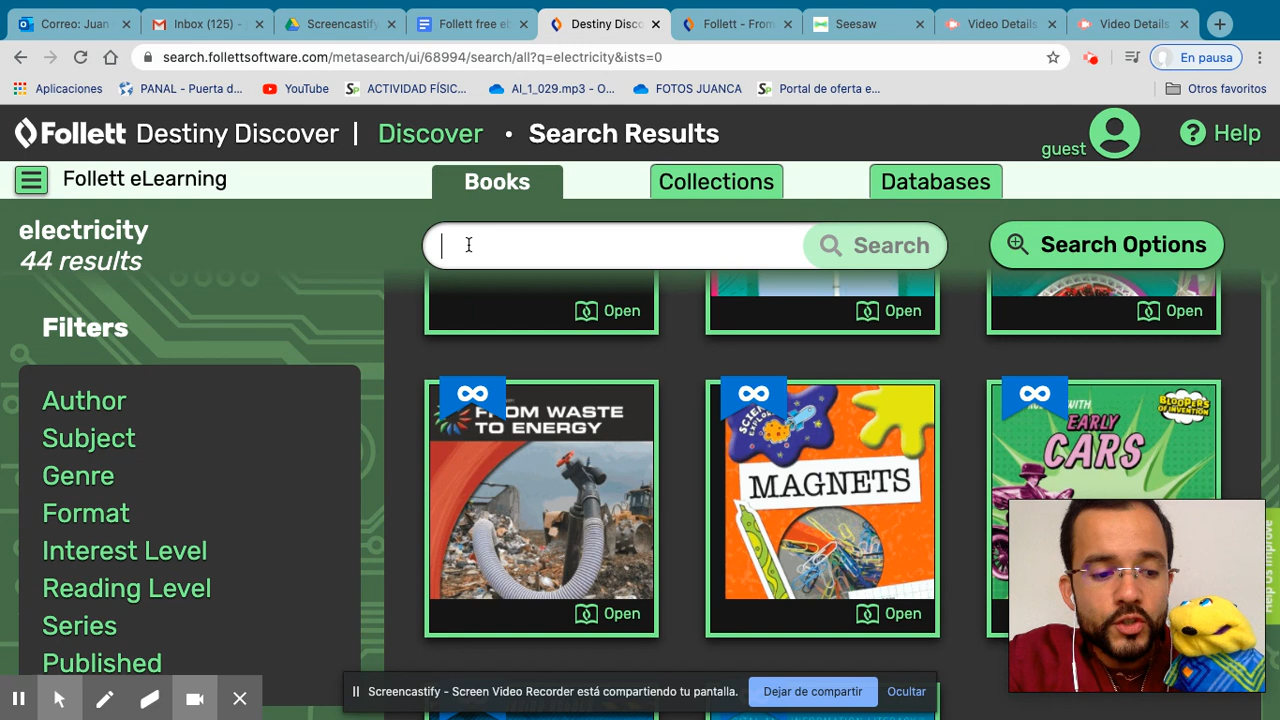 Correo: Juan
Inbox (125) -
Screencastify -
Follett free e
Destiny Disco
Follett - From
Seesaw
Video Details
Video Details
search.follettsoftware.com/metasearch/ui/68994/search/all?q=electricity&ists=0
En pausa
Aplicaciones
PANAL - Puerta d...
YouTube
ACTIVIDAD FÍSIC...
AI_1_029.mp3 - O...
FOTOS JUANCA
Portal de oferta e...
Otros favoritos
Follett Destiny Discover | Discover • Search Results
guest
Help
Follett eLearning
Books
Collections
Databases
electricity
44 results
Search
Search Options
Open
Open
Open
Filters
Author
Subject
Genre
Format
Interest Level
Reading Level
Series
Published
FROM WASTE
TO ENERGY
Open
MAGNETS
Open
WITH
EARLY
CARS
BLOOPERS
OF INVENTION
Screencastify - Screen Video Recorder está compartiendo tu pantalla.
Dejar de compartir
Ocultar